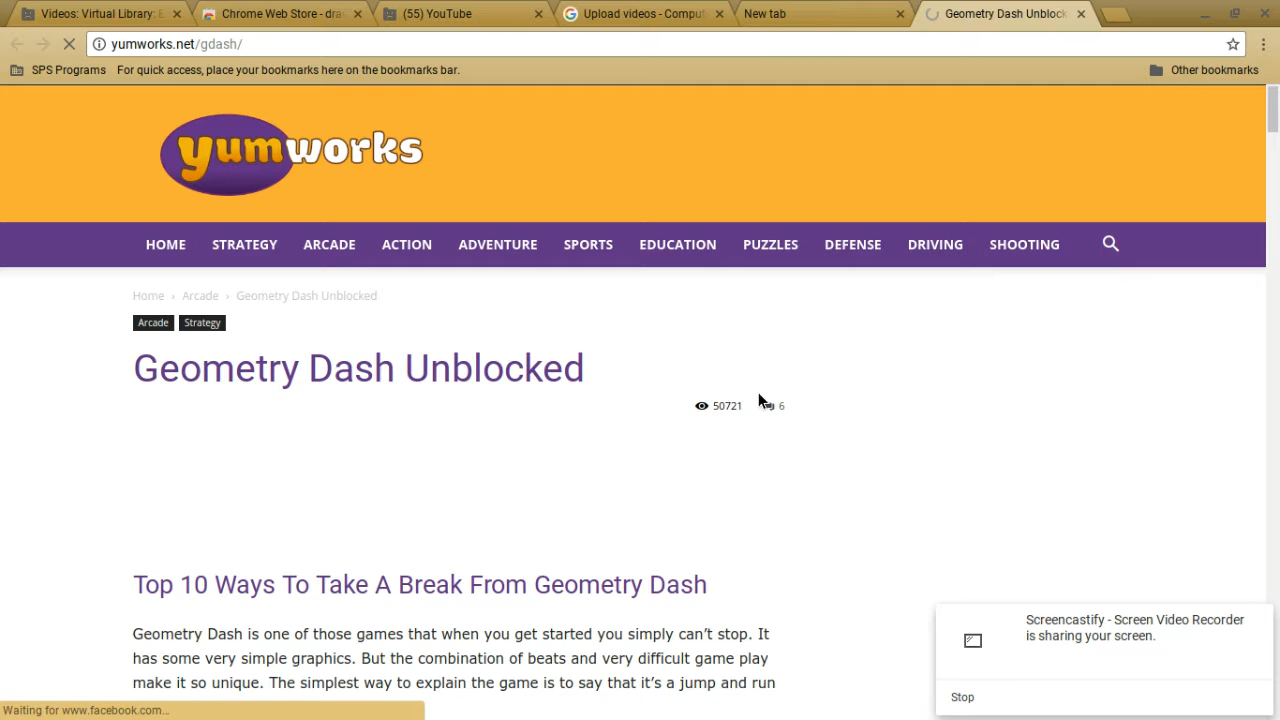 Videos: Virtual Library: E
Chrome Web Store - dra
(55) YouTube
Upload videos - Comput
New tab
Geometry Dash Unblock
yumworks.net/gdash/
SPS Programs
For quick access, place your bookmarks here on the bookmarks bar.
Other bookmarks
yumworks
HOME STRATEGY ARCADE ACTION ADVENTURE SPORTS EDUCATION PUZZLES DEFENSE DRIVING SHOOTING
Home › Arcade › Geometry Dash Unblocked
Arcade Strategy
Geometry Dash Unblocked
50721 6
Top 10 Ways To Take A Break From Geometry Dash
Geometry Dash is one of those games that when you get started you simply can’t stop. It
has some very simple graphics. But the combination of beats and very difficult game play
make it so unique. The simplest way to explain the game is to say that it’s a jump and run
Screencastify - Screen Video Recorder
is sharing your screen.
Stop
Waiting for www.facebook.com...